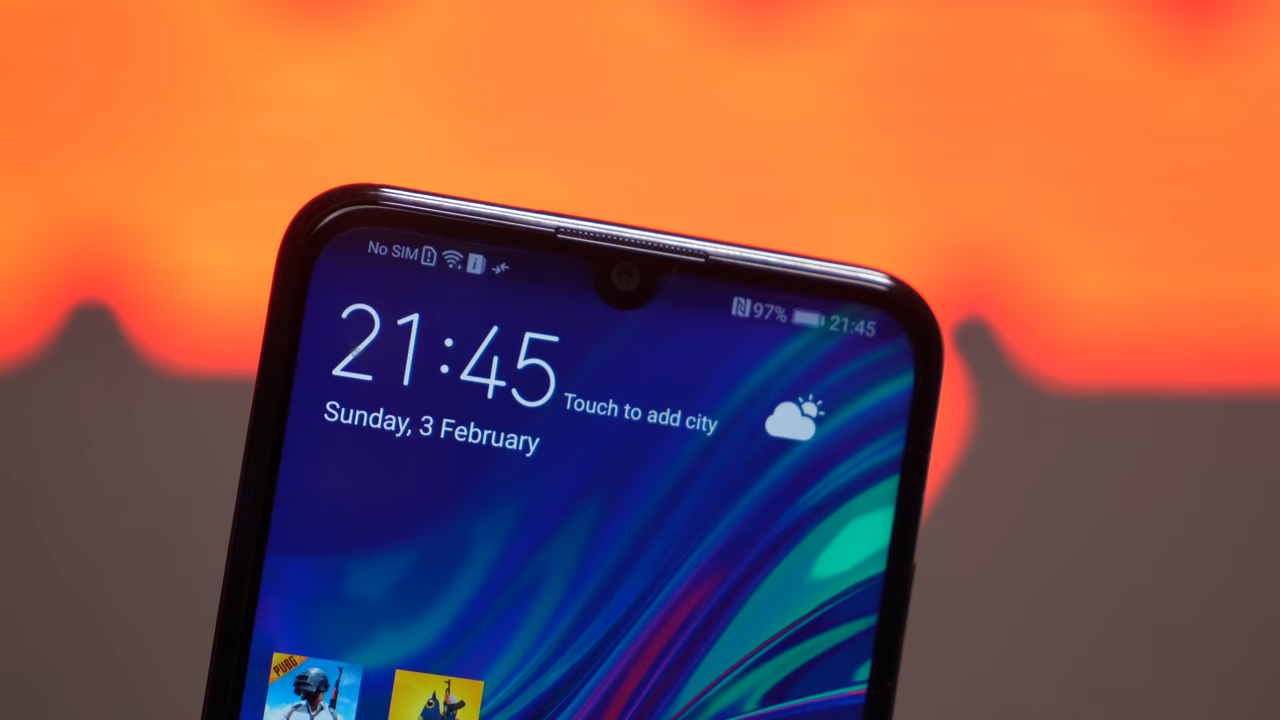 No SIM
97% 21:45
21:45
Touch to add city
Sunday, 3 February
PUBG